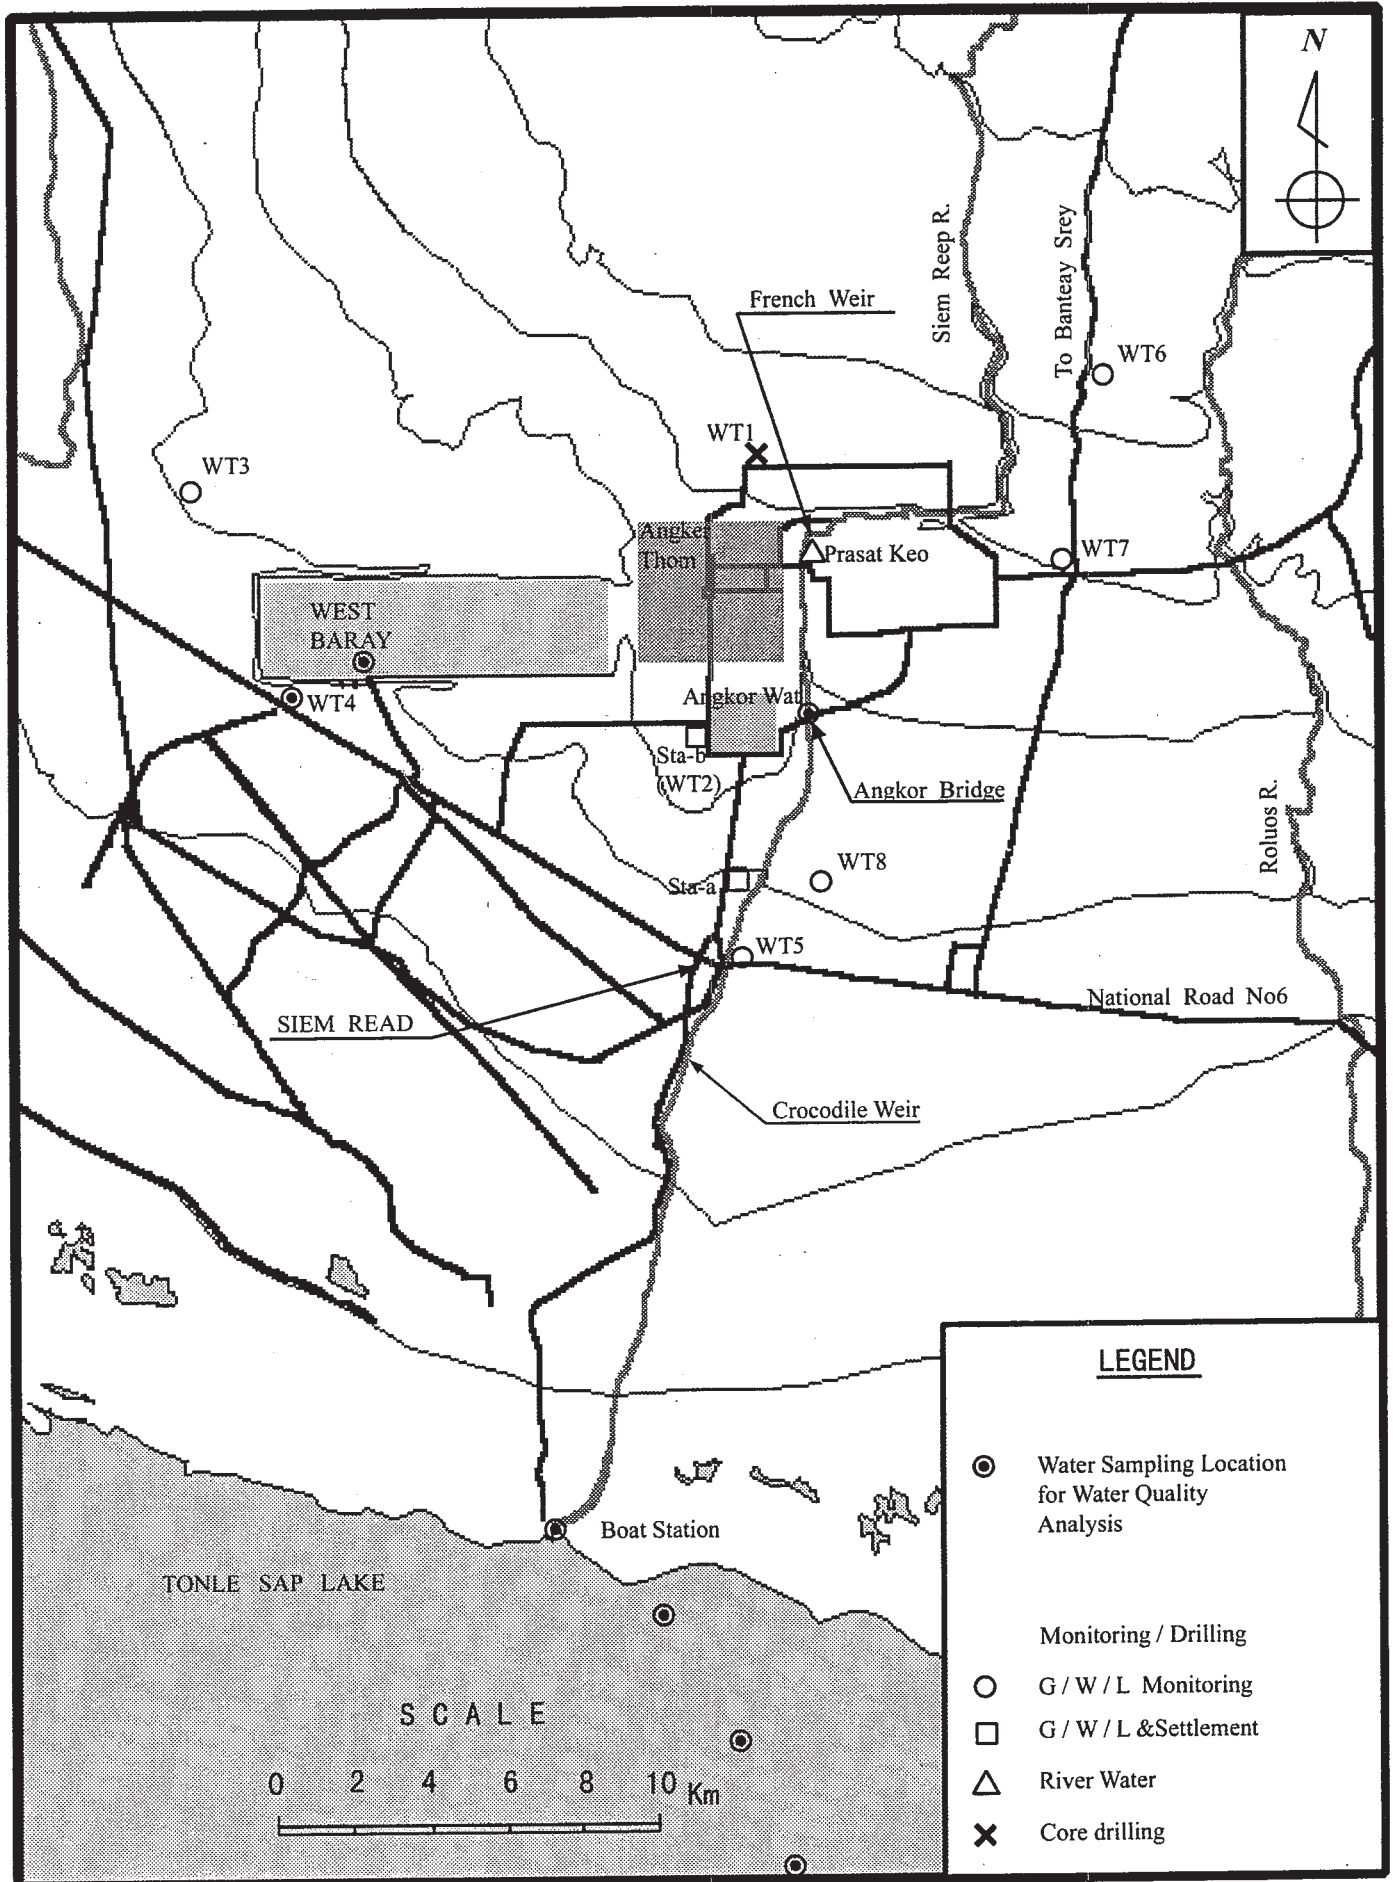 N
Siem Reep R.
To Banteay Srey
French Weir
WT6
WT1
WT3
Angker
Thom
Prasat Keo
WT7
WEST
BARAY
WT4
Angkor Wat
Sta-b
(WT2)
Angkor Bridge
Roluos R.
WT8
Sta-a
WT5
National Road No6
SIEM READ
Crocodile Weir
LEGEND
Water Sampling Location
for Water Quality
Analysis
Boat Station
TONLE SAP LAKE
Monitoring / Drilling
G / W / L Monitoring
G / W / L &Settlement
River Water
Core drilling
SCALE
0 2 4 6 8 10 Km